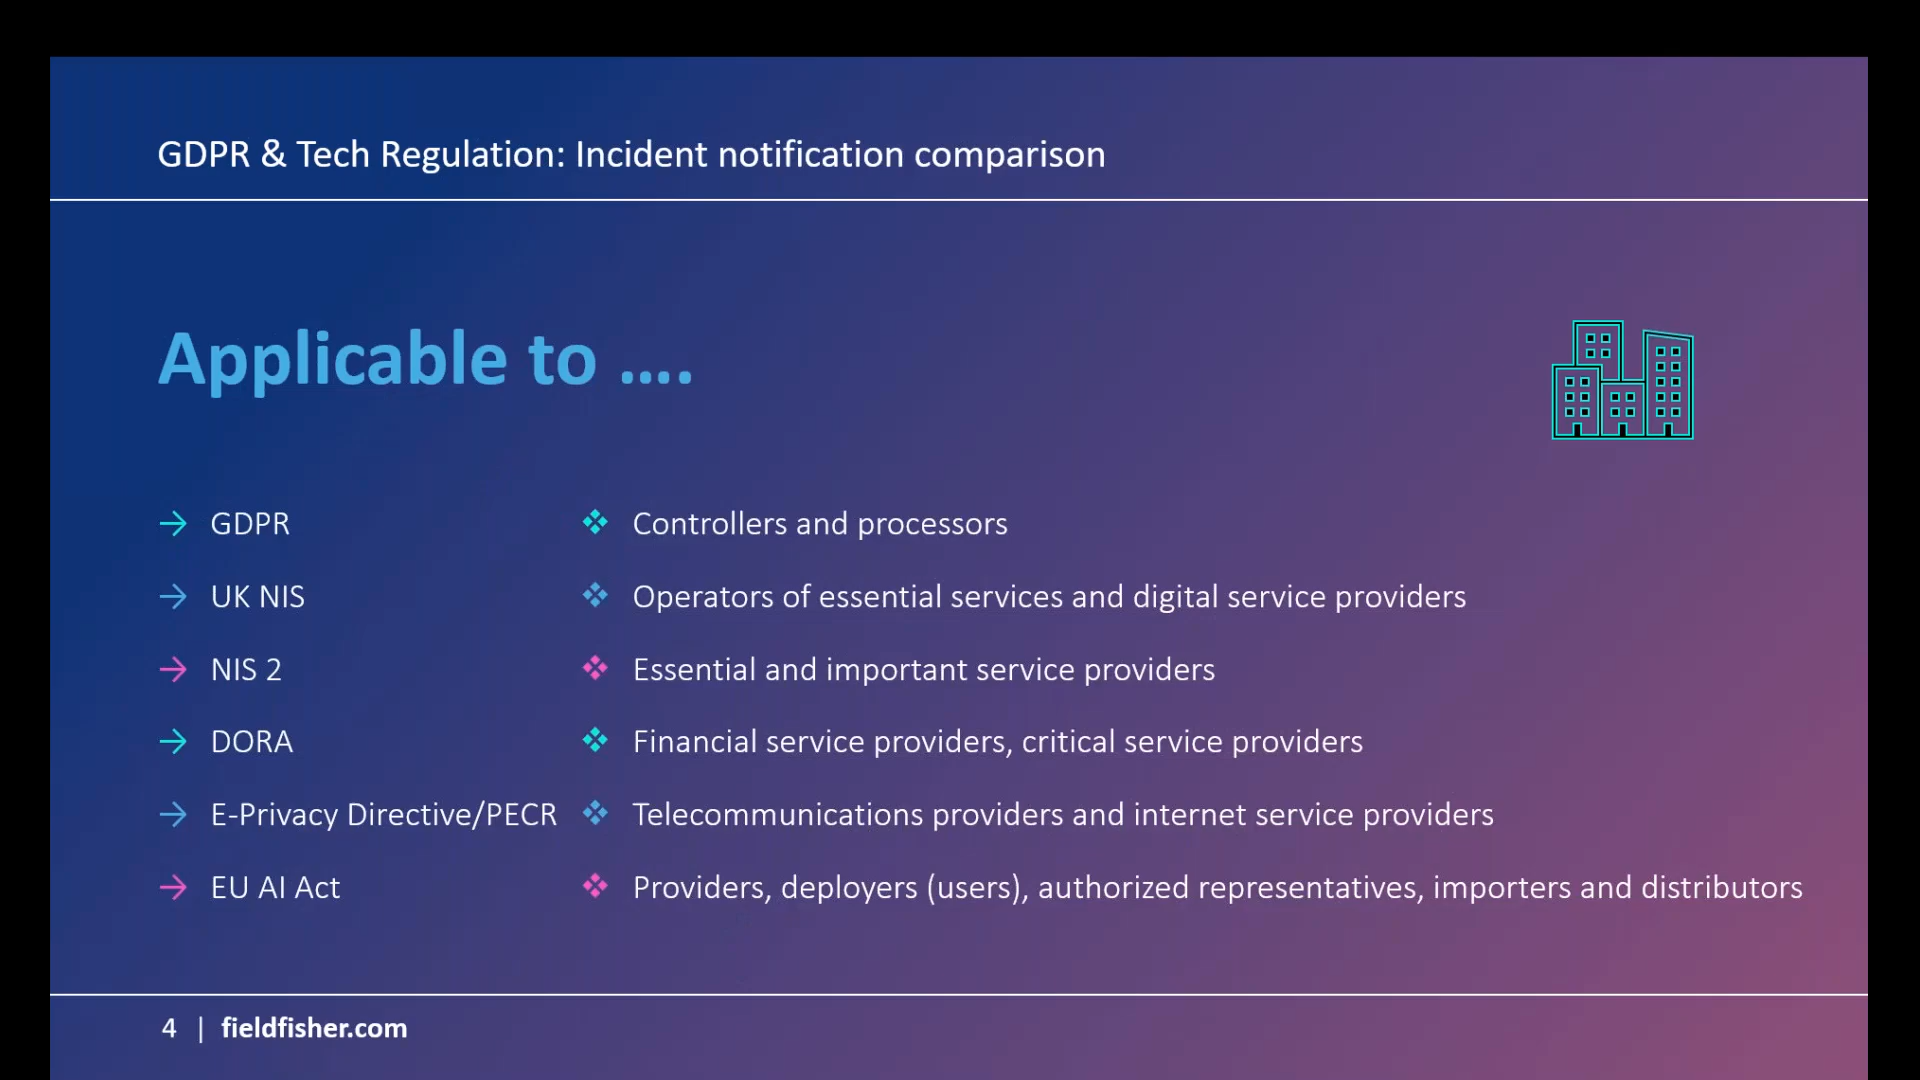 GDPR & Tech Regulation: Incident notification comparison
Applicable to ....
GDPR
Controllers and processors
UK NIS
Operators of essential services and digital service providers
NIS 2
Essential and important service providers
DORA
Financial service providers, critical service providers
E-Privacy Directive/PECR
Telecommunications providers and internet service providers
EU AI Act
Providers, deployers (users), authorized representatives, importers and distributors
4 | fieldfisher.com